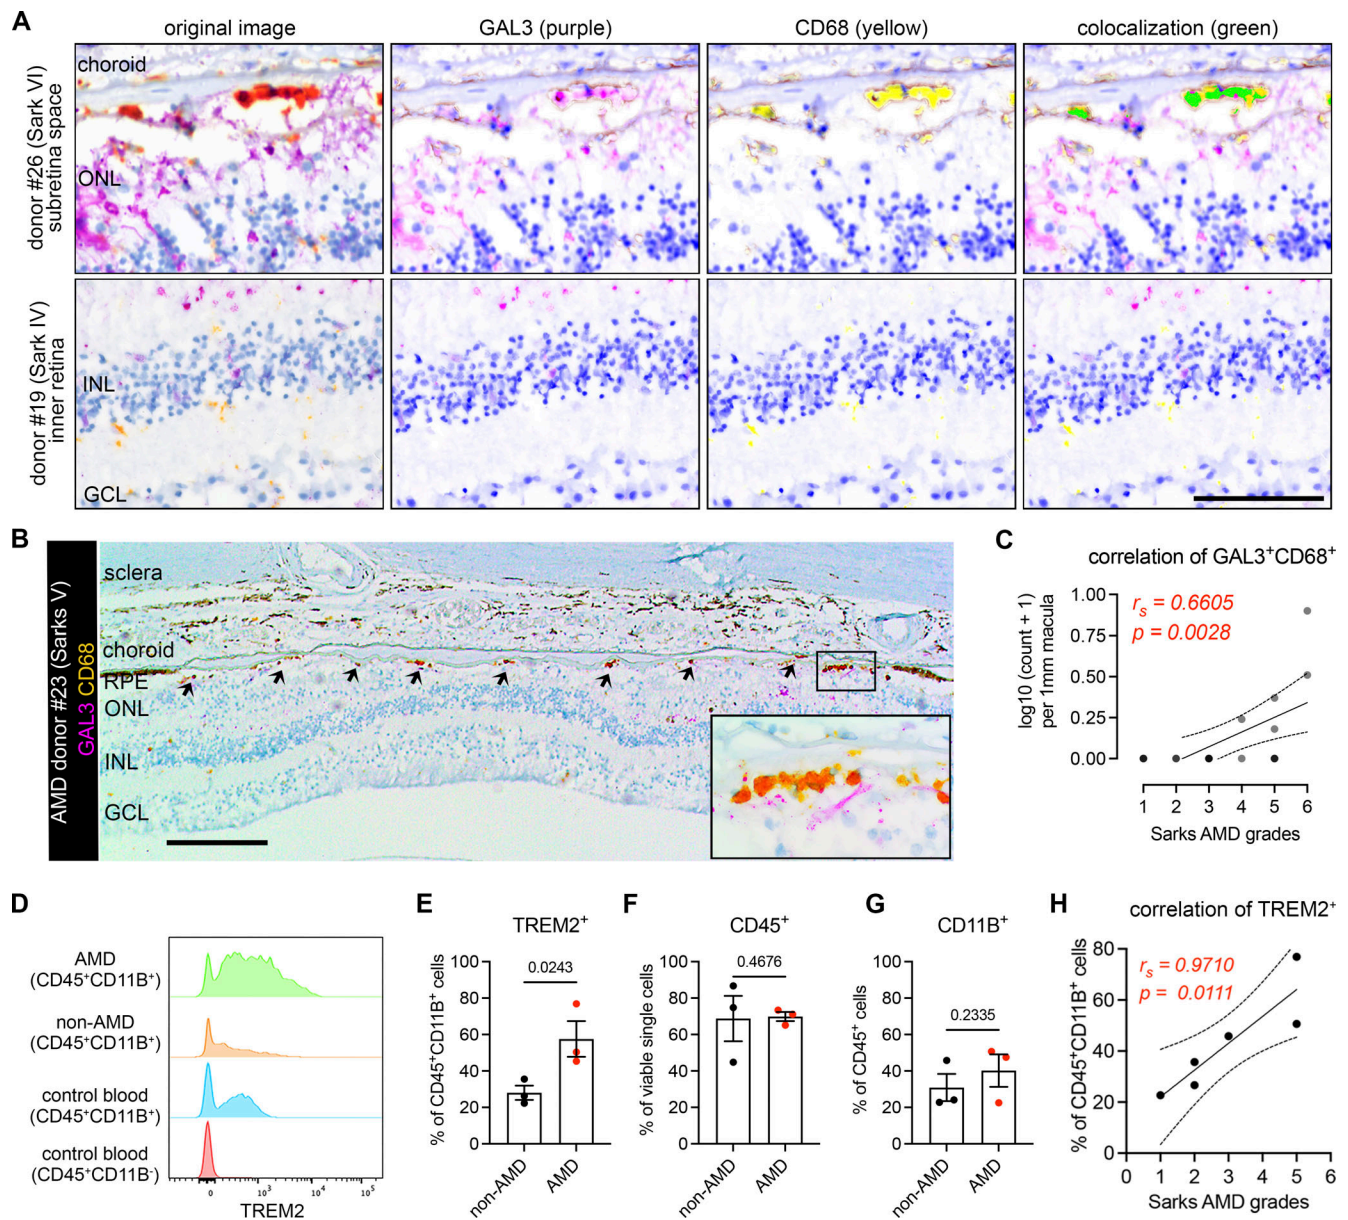 A
original image
GAL3 (purple)
CD68 (yellow)
colocalization (green)
donor #26 (Sark VI)
subretina space
choroid
ONL
donor #19 (Sark IV)
inner retina
INL
GCL
B
AMD donor #23 (Sarks V)
GAL3 CD68
sclera
choroid
RPE
ONL
INL
GCL
C
correlation of GAL3⁺CD68⁺
rₛ = 0.6605
p = 0.0028
log10 (count + 1)
per 1mm macula
1.00
0.75
0.50
0.25
0.00
1 2 3 4 5 6
Sarks AMD grades
D
AMD
(CD45⁺CD11B⁺)
non-AMD
(CD45⁺CD11B⁺)
control blood
(CD45⁺CD11B⁺)
control blood
(CD45⁺CD11B⁻)
0 10³ 10⁴ 10⁵
TREM2
E
TREM2⁺
0.0243
% of CD45⁺CD11B⁺ cells
100
80
60
40
20
0
non-AMD
AMD
F
CD45⁺
0.4676
% of viable single cells
100
80
60
40
20
0
non-AMD
AMD
G
CD11B⁺
0.2335
% of CD45⁺ cells
100
80
60
40
20
0
non-AMD
AMD
H
correlation of TREM2⁺
rₛ = 0.9710
p = 0.0111
% of CD45⁺CD11B⁺ cells
80
60
40
20
0
0 1 2 3 4 5 6
Sarks AMD grades